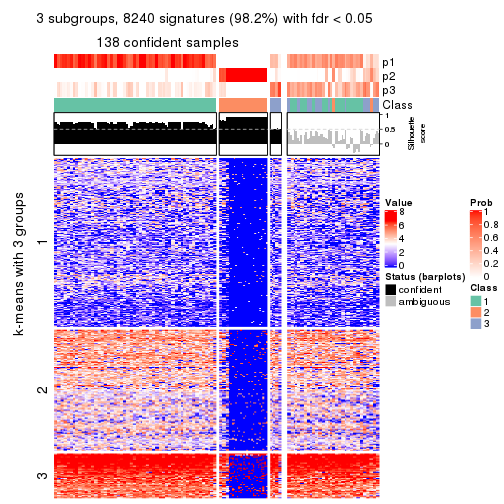 3 subgroups, 8240 signatures (98.2%) with fdr < 0.05
138 confident samples
p1
p2
p3
Class
1
0.5
0
Silhouette
score
k-means with 3 groups
1
2
3
Value
8
6
4
2
0
Status (barplots)
confident
ambiguous
Prob
1
0.8
0.6
0.4
0.2
0
Class
1
2
3